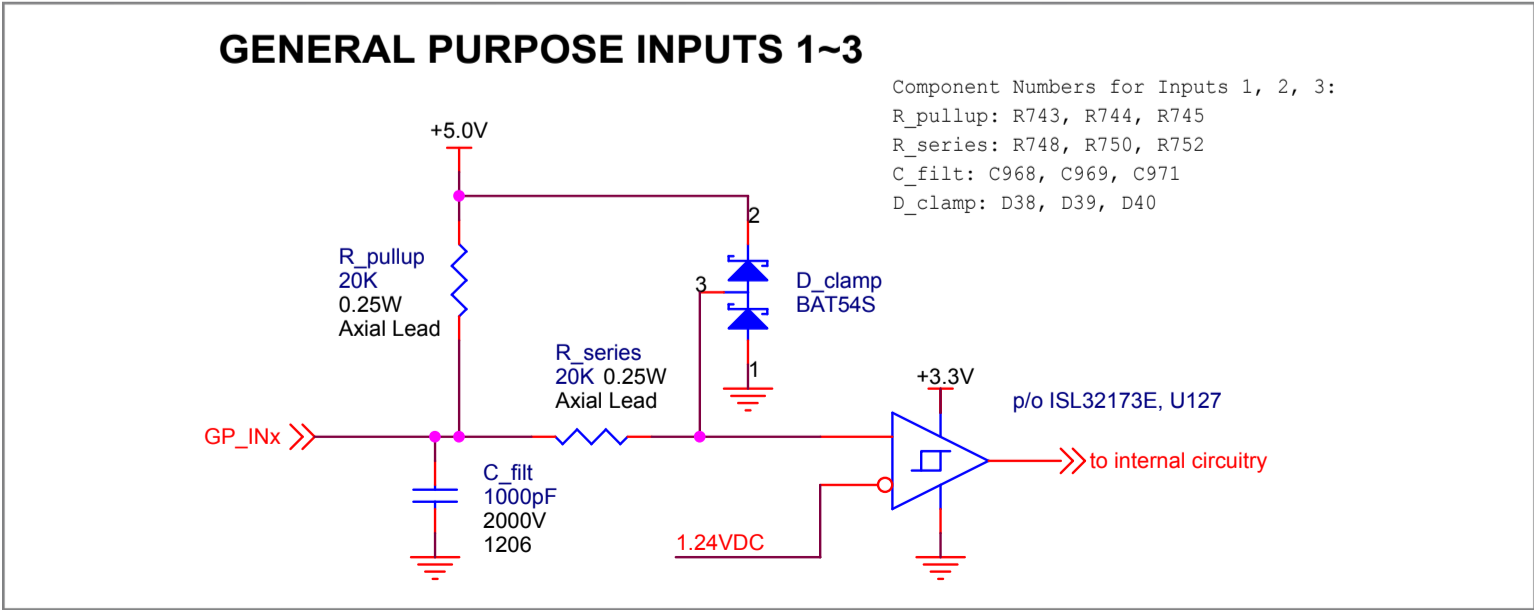 GENERAL PURPOSE INPUTS 1~3
Component Numbers for Inputs 1, 2, 3:
R_pullup: R743, R744, R745
R_series: R748, R750, R752
C_filt: C968, C969, C971
D_clamp: D38, D39, D40
+5.0V
2
R_pullup
20K
0.25W
Axial Lead
3
D_clamp
BAT54S
R_series
20K 0.25W
Axial Lead
1
+3.3V
p/o ISL32173E, U127
GP_INx
to internal circuitry
C_filt
1000pF
2000V
1206
1.24VDC